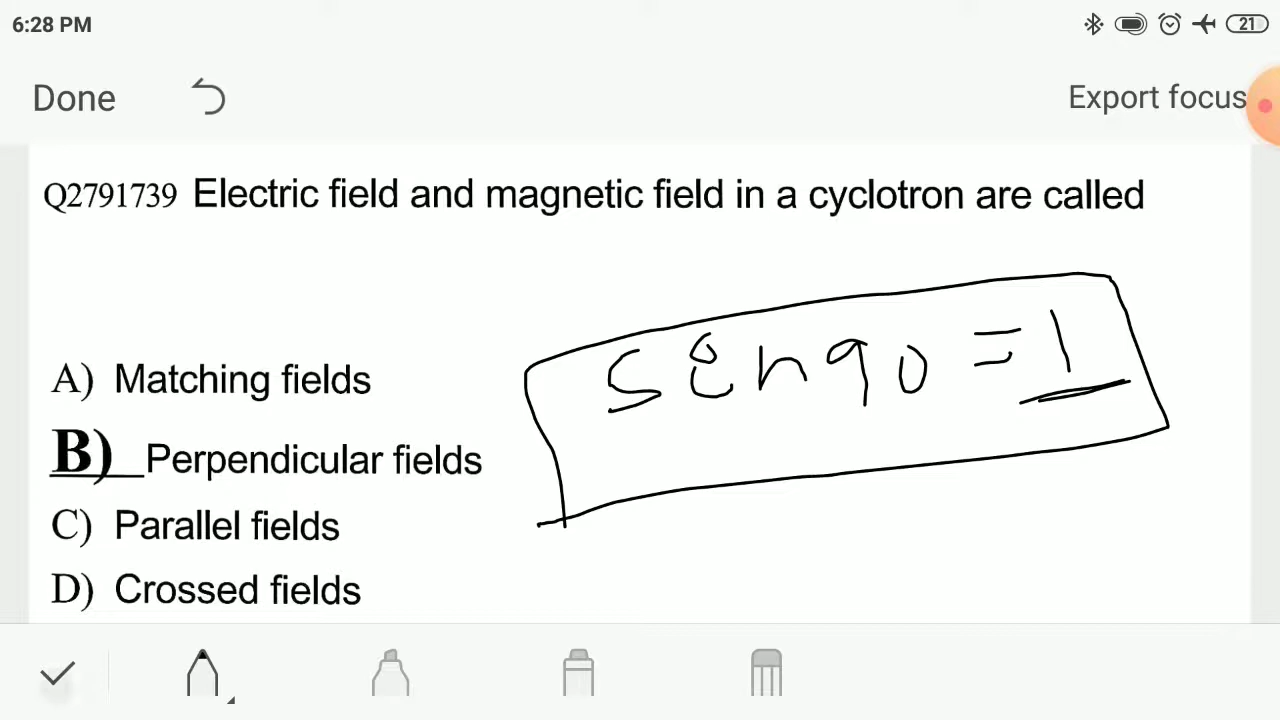 6:28 PM
21
Done
Export focus
Q2791739 Electric field and magnetic field in a cyclotron are called
sin90 = 1
A) Matching fields
B) Perpendicular fields
C) Parallel fields
D) Crossed fields